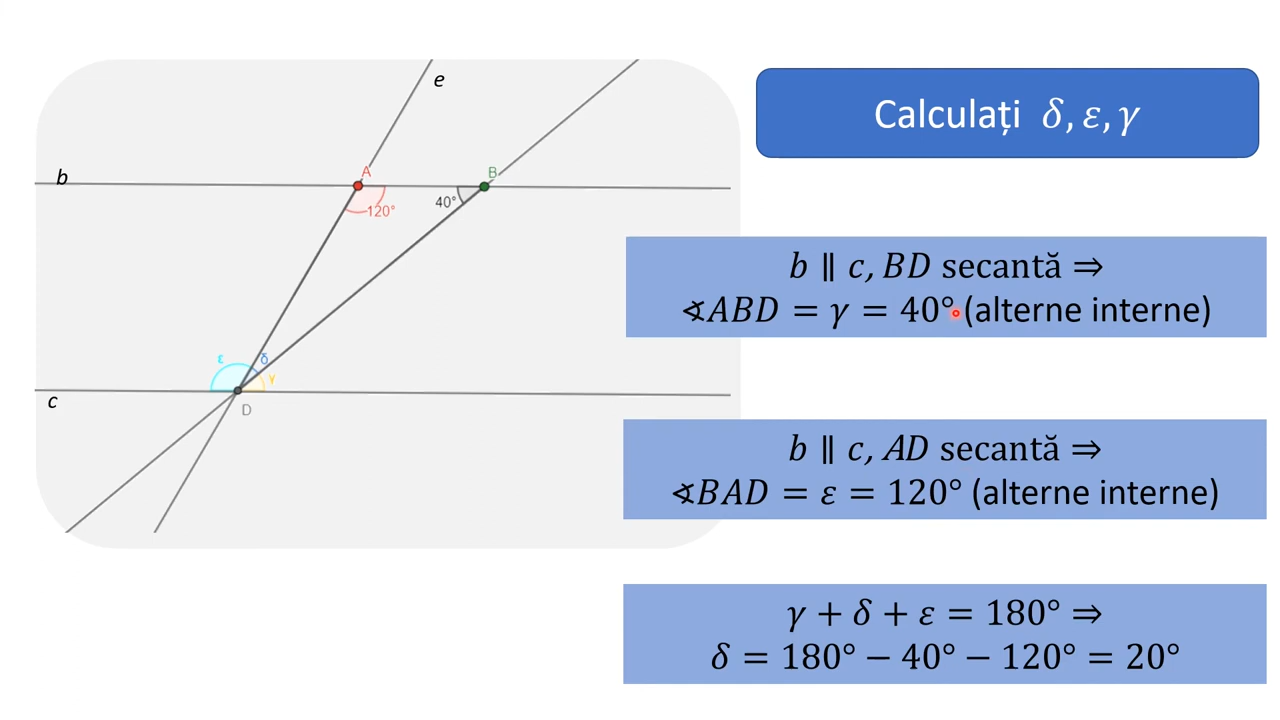 Calculați δ, ε, γ
e
b
A
B
120°
40°
ε
δ
γ
c
D
b ∥ c, BD secantă ⇒
∢ABD = γ = 40° (alterne interne)
b ∥ c, AD secantă ⇒
∢BAD = ε = 120° (alterne interne)
γ + δ + ε = 180° ⇒
δ = 180° − 40° − 120° = 20°